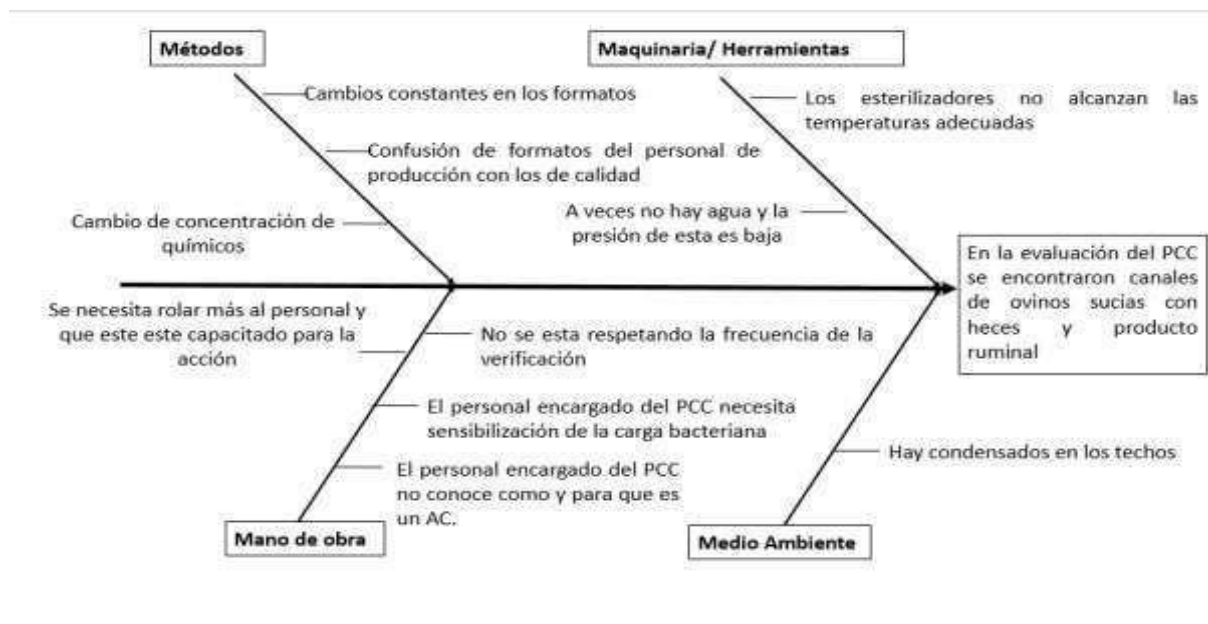 Métodos
Maquinaria/ Herramientas
Cambios constantes en los formatos
Los esterilizadores no alcanzan las
temperaturas adecuadas
Confusión de formatos del personal de
producción con los de calidad
Cambio de concentración de
químicos
A veces no hay agua y la
presión de esta es baja
En la evaluación del PCC
se encontraron canales
de ovinos sucias con
heces y producto
ruminal
Se necesita rolar más al personal y
que este este capacitado para la
acción
No se esta respetando la frecuencia de la
verificación
El personal encargado del PCC necesita
sensibilización de la carga bacteriana
El personal encargado del PCC
no conoce como y para que es
un AC.
Hay condensados en los techos
Mano de obra
Medio Ambiente